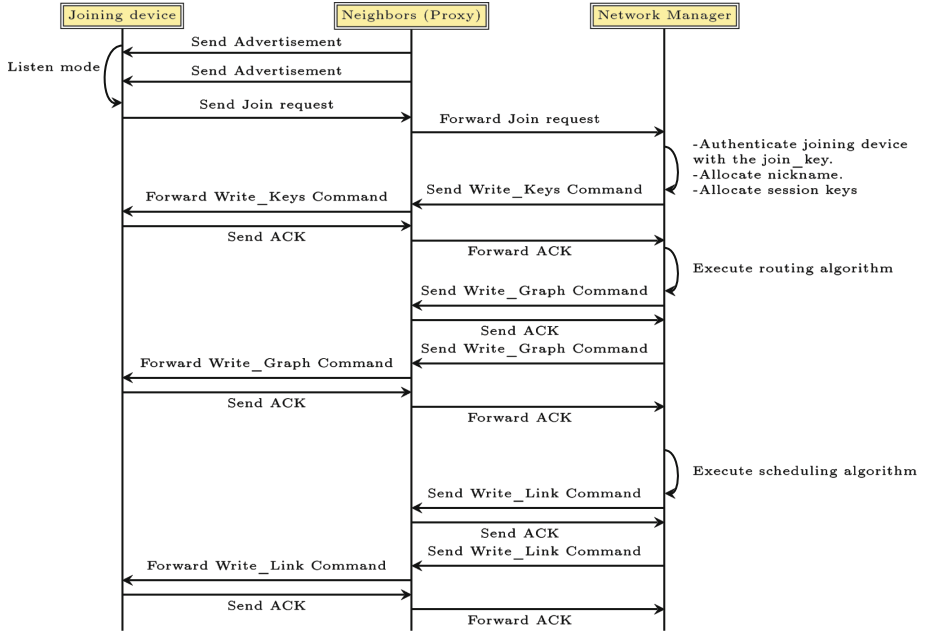 Joining device
Neighbors (Proxy)
Network Manager
Send Advertisement
Listen mode
Send Advertisement
Send Join request
Forward Join request
-Authenticate joining device
with the join_key.
-Allocate nickname.
-Allocate session keys
Send Write_Keys Command
Forward Write_Keys Command
Send ACK
Forward ACK
Execute routing algorithm
Send Write_Graph Command
Send ACK
Send Write_Graph Command
Forward Write_Graph Command
Send ACK
Forward ACK
Execute scheduling algorithm
Send Write_Link Command
Send ACK
Send Write_Link Command
Forward Write_Link Command
Send ACK
Forward ACK